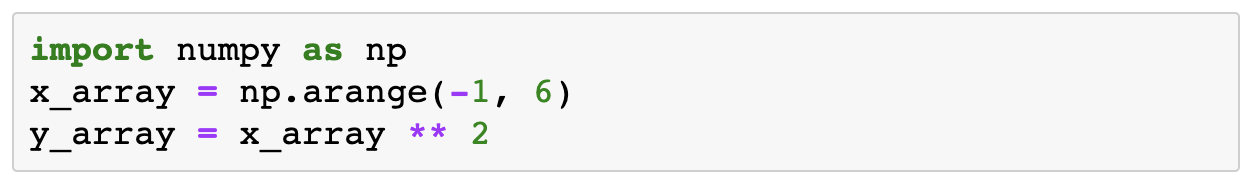 import numpy as np
x_array = np.arange(-1, 6)
y_array = x_array ** 2